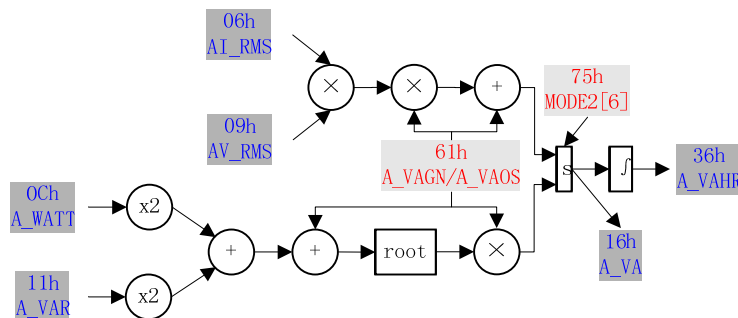 06h
AI_RMS
×
×
+
75h
MODE2[6]
09h
AV_RMS
61h
A_VAGN/A_VAOS
S
∫
36h
A_VAHR
0Ch
A_WATT
x2
+
+
root
×
16h
A_VA
11h
A_VAR
x2